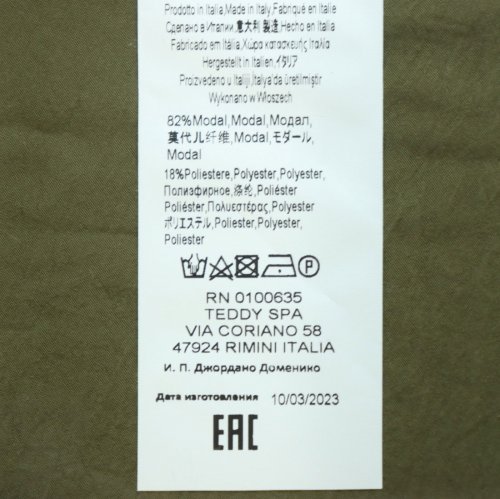 Prodotto in Italia,Made in Italy,Fabriqué en Italie
Сделано в Италии,意大利製造,Hecho en Italia
Fabricado em Itália,Χώρα κατασκευής Ιταλία
Hergestellt in Italien,イタリア
Proizvedeno u Italiji,Italya'da üretilmiştir
Wykonano w Włoszech
82%Modal,Modal,Модал,
莫代儿纤维,Modal,モダール,
Modal
18%Poliestere,Polyester,Polyester,
Полиэфирное,涤纶,Poliéster
Poliéster,Πολυεστέρας,Polyester
ポリエステル,Poliester,Polyester,
Poliester
P
RN 0100635
TEDDY SPA
VIA CORIANO 58
47924 RIMINI ITALIA
И. П. Джордано Доменико
Дата изготовления 10/03/2023
EAC